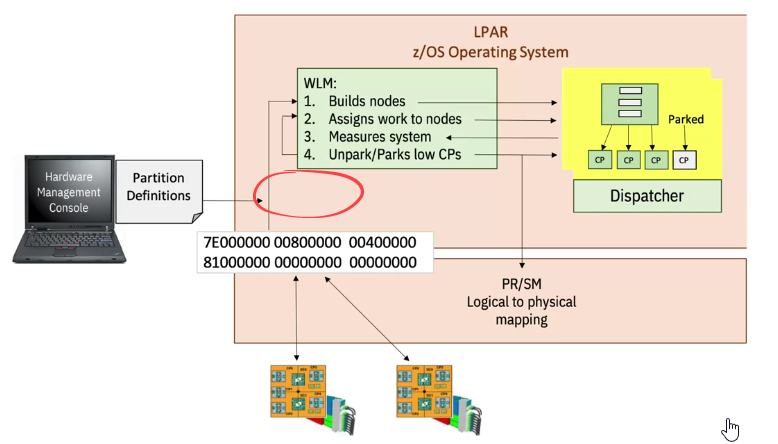 LPAR
z/OS Operating System
WLM:
1. Builds nodes
2. Assigns work to nodes
3. Measures system
4. Unpark/Parks low CPs
Parked
CP CP CP CP
Dispatcher
Hardware
Management
Console
Partition
Definitions
7E000000 00800000 00400000
81000000 00000000 00000000
PR/SM
Logical to physical
mapping